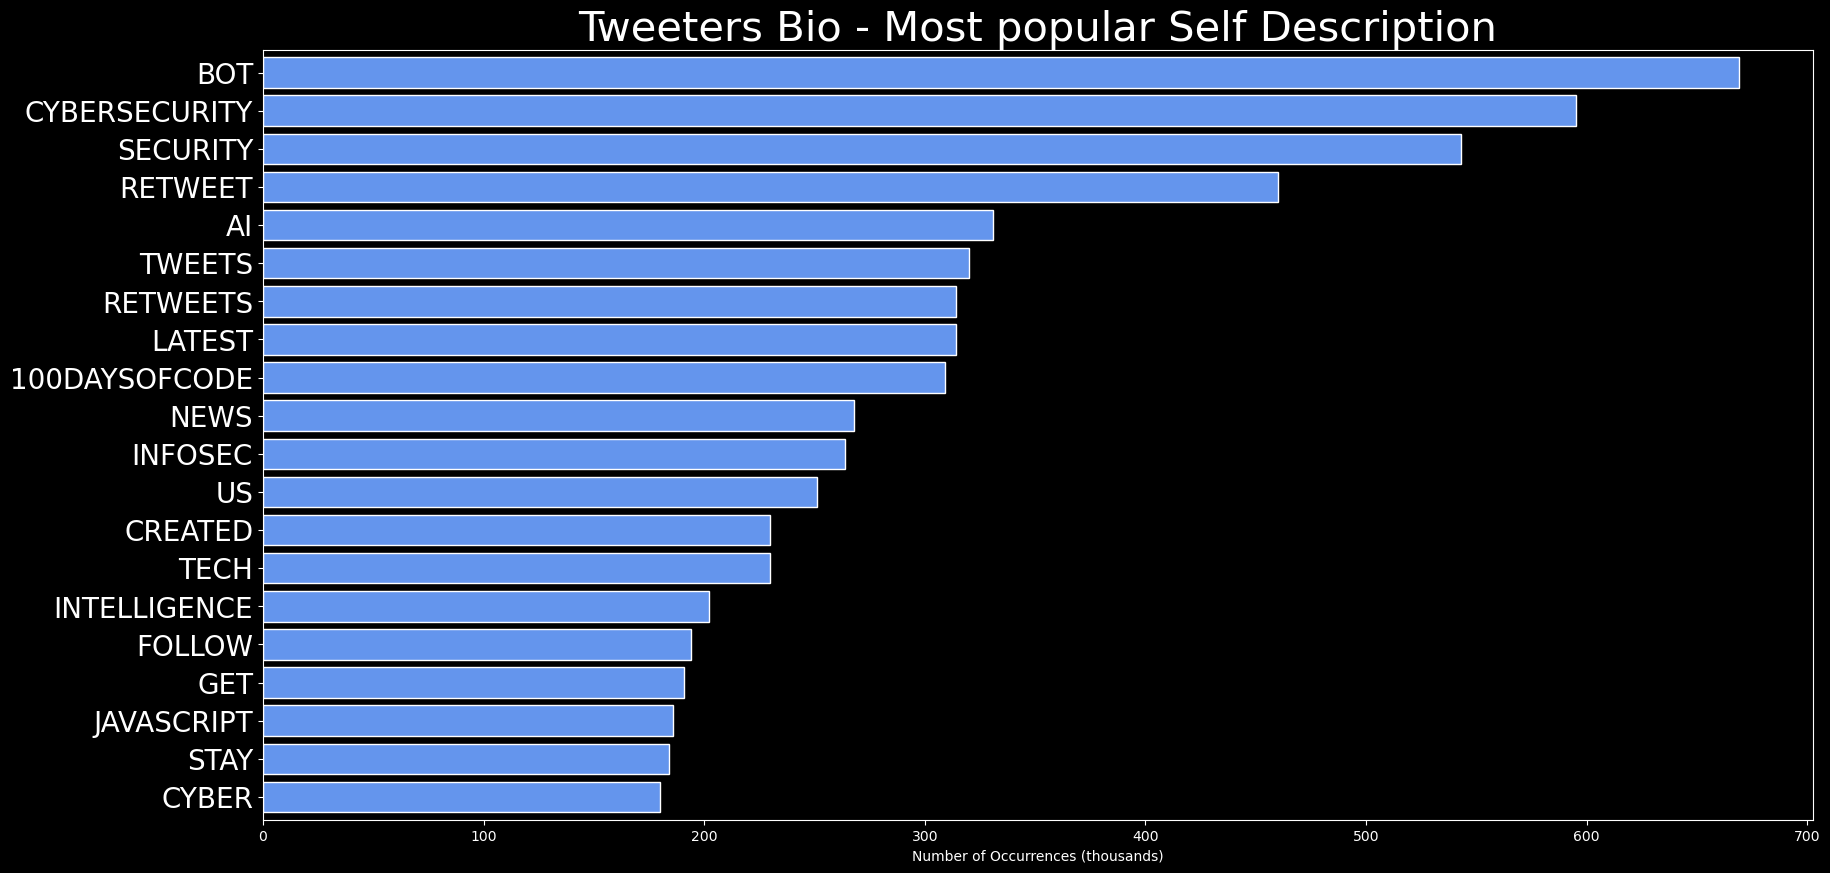 Tweeters Bio - Most popular Self Description
BOT
CYBERSECURITY
SECURITY
RETWEET
AI
TWEETS
RETWEETS
LATEST
100DAYSOFCODE
NEWS
INFOSEC
US
CREATED
TECH
INTELLIGENCE
FOLLOW
GET
JAVASCRIPT
STAY
CYBER
0 100 200 300 400 500 600 700
Number of Occurrences (thousands)